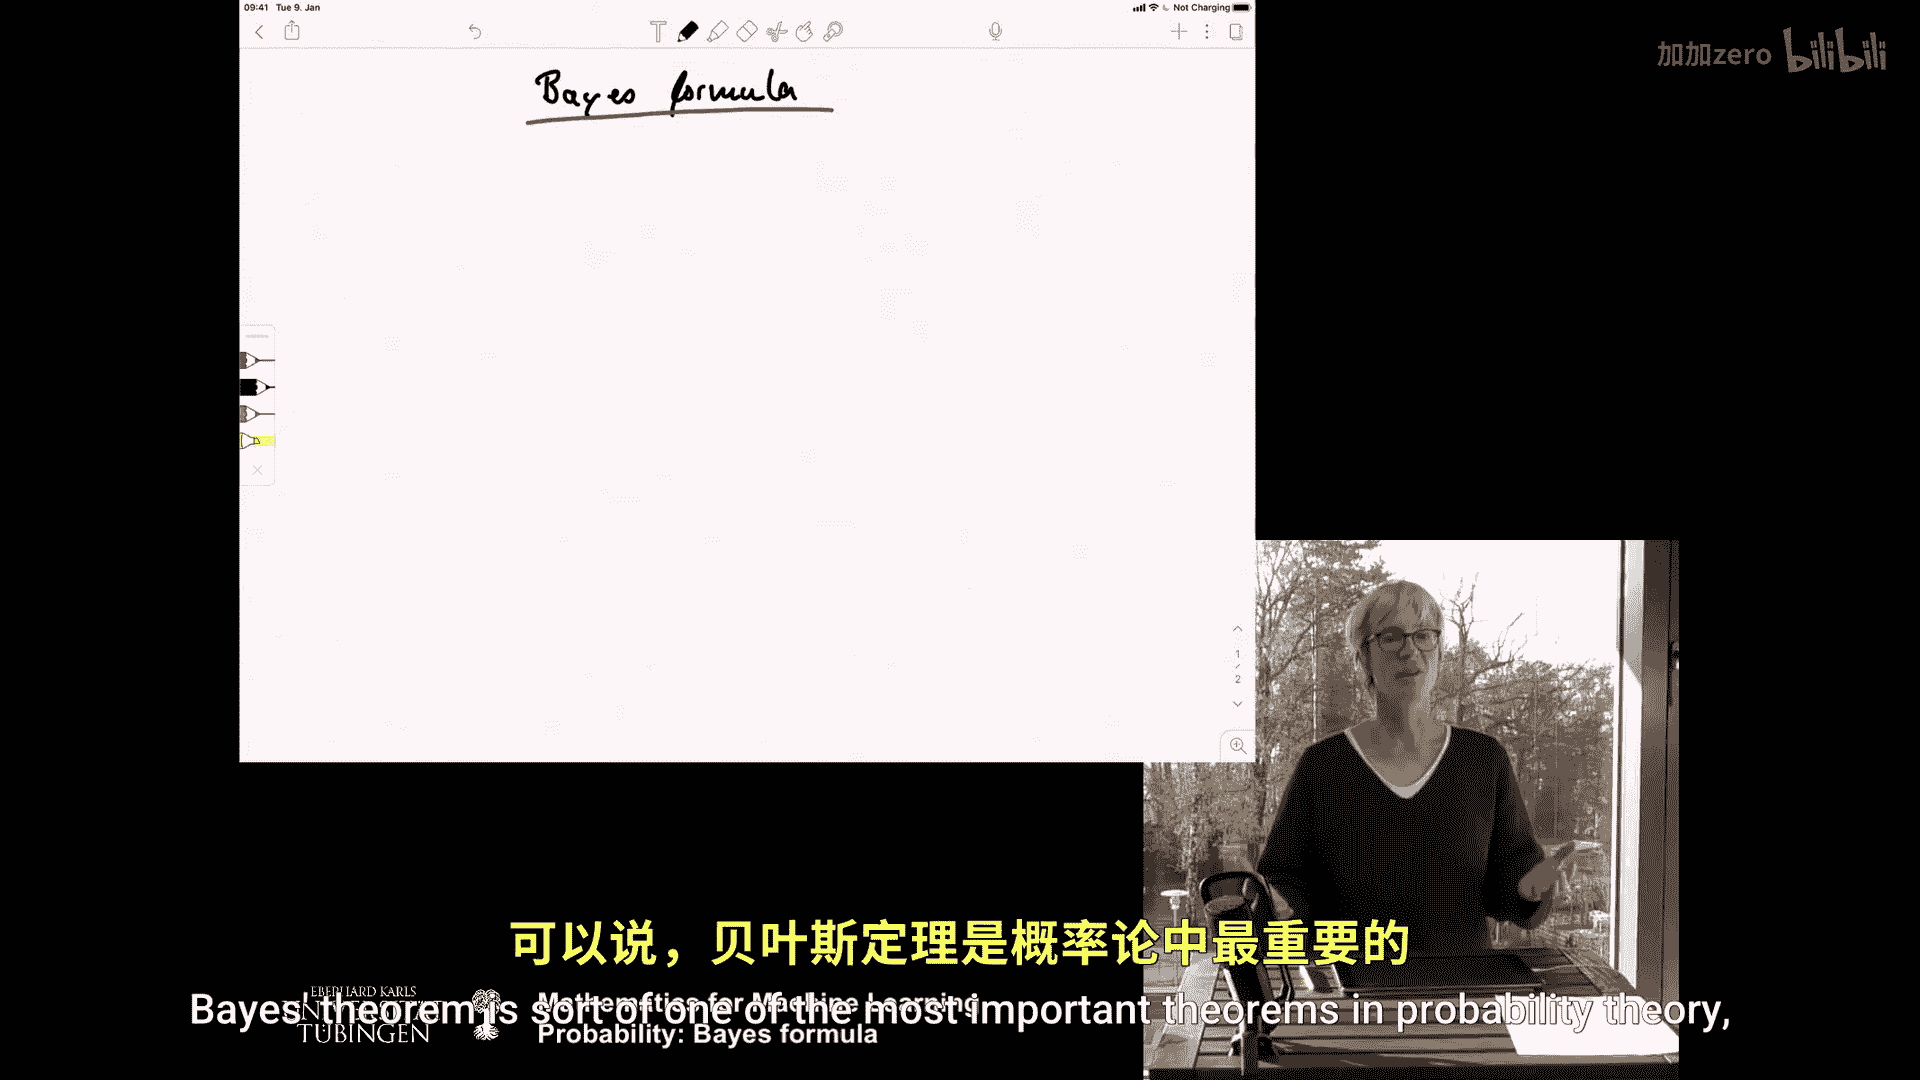 09:41 Tue 9. Jan
Not Charging
加加zero bilibili
Bayes formula
1
2
可以说，贝叶斯定理是概率论中最重要的
EBERHARD KARLS
UNIVERSITÄT
TÜBINGEN
Mathematics for Machine Learning
Bayes' theorem is sort of one of the most important theorems in probability theory,
Probability: Bayes formula